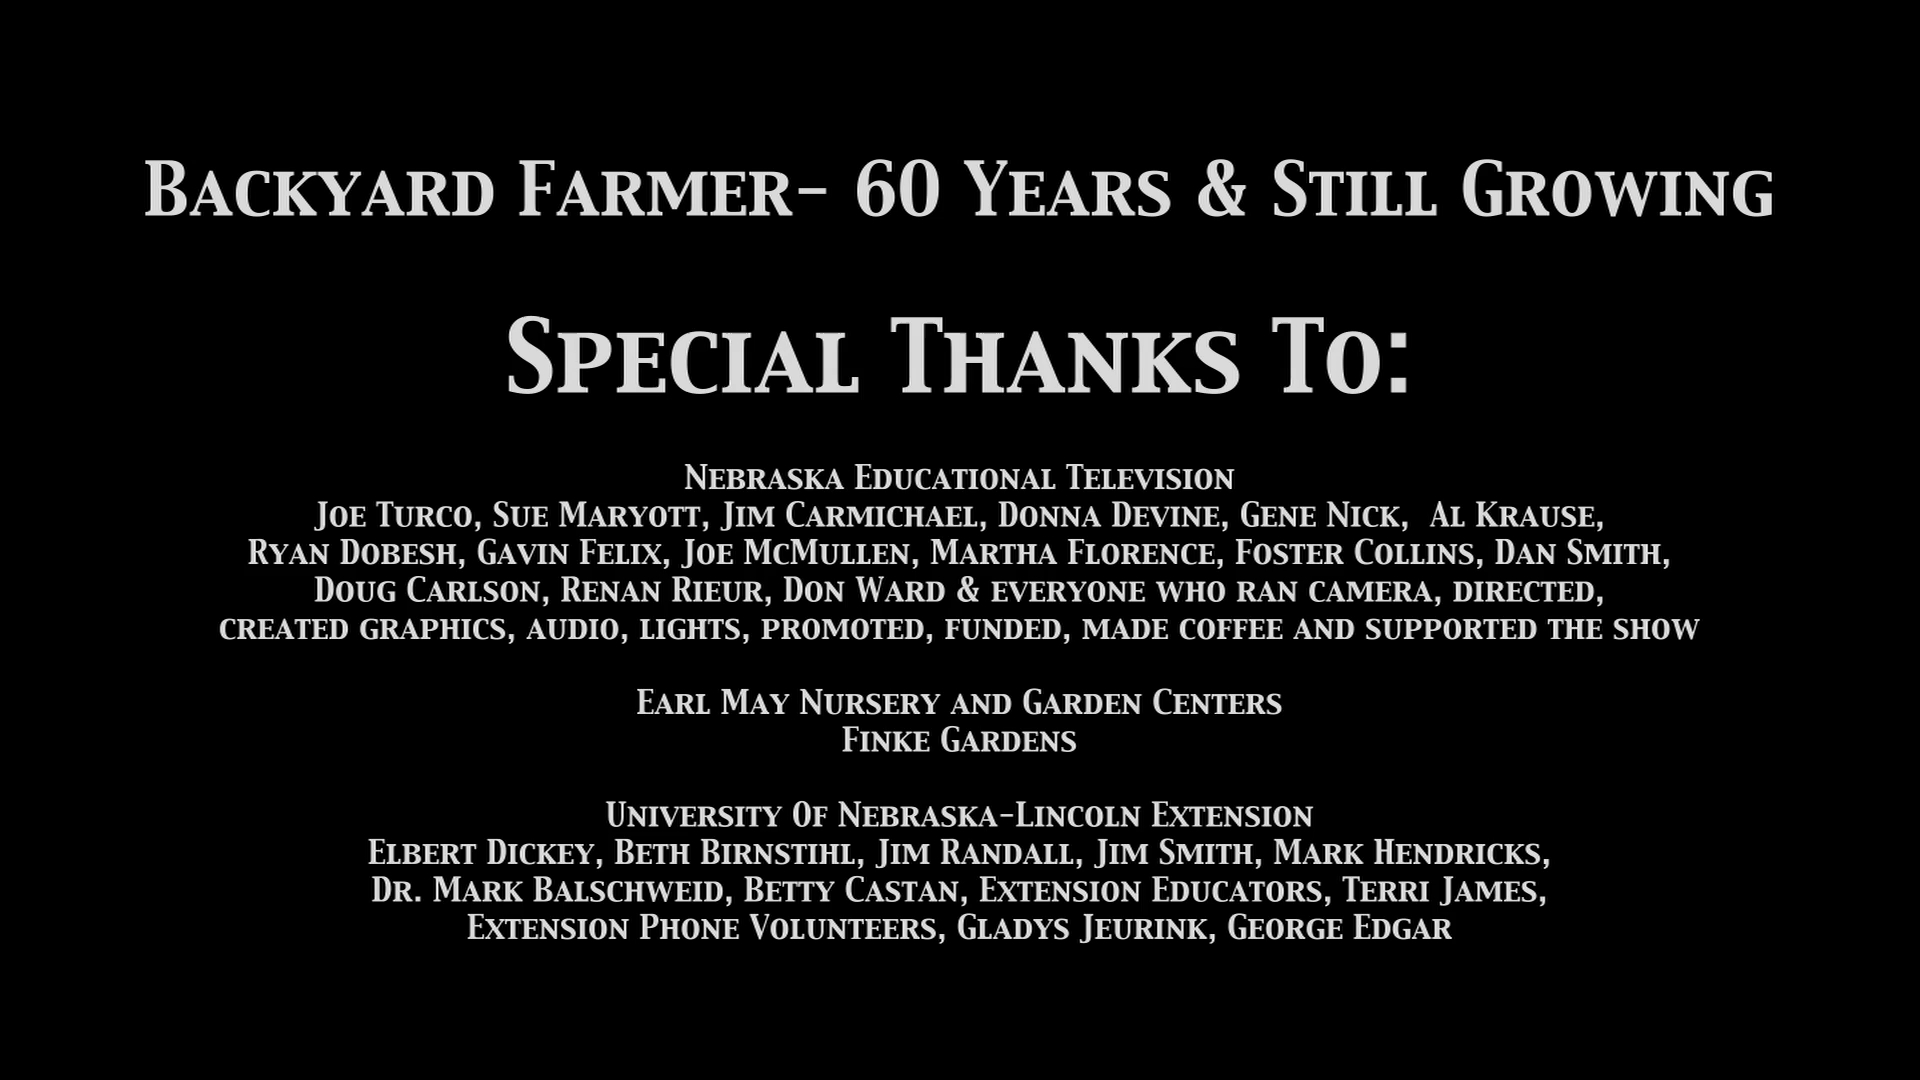 Backyard Farmer- 60 Years & Still Growing
Special Thanks To:
Nebraska Educational Television
Joe Turco, Sue Maryott, Jim Carmichael, Donna Devine, Gene Nick,  Al Krause,
Ryan Dobesh, Gavin Felix, Joe McMullen, Martha Florence, Foster Collins, Dan Smith,
Doug Carlson, Renan Rieur, Don Ward & everyone who ran camera, directed,
created graphics, audio, lights, promoted, funded, made coffee and supported the show
Earl May Nursery and Garden Centers
Finke Gardens
University Of Nebraska-Lincoln Extension
Elbert Dickey, Beth Birnstihl, Jim Randall, Jim Smith, Mark Hendricks,
Dr. Mark Balschweid, Betty Castan, Extension Educators, Terri James,
Extension Phone Volunteers, Gladys Jeurink, George Edgar